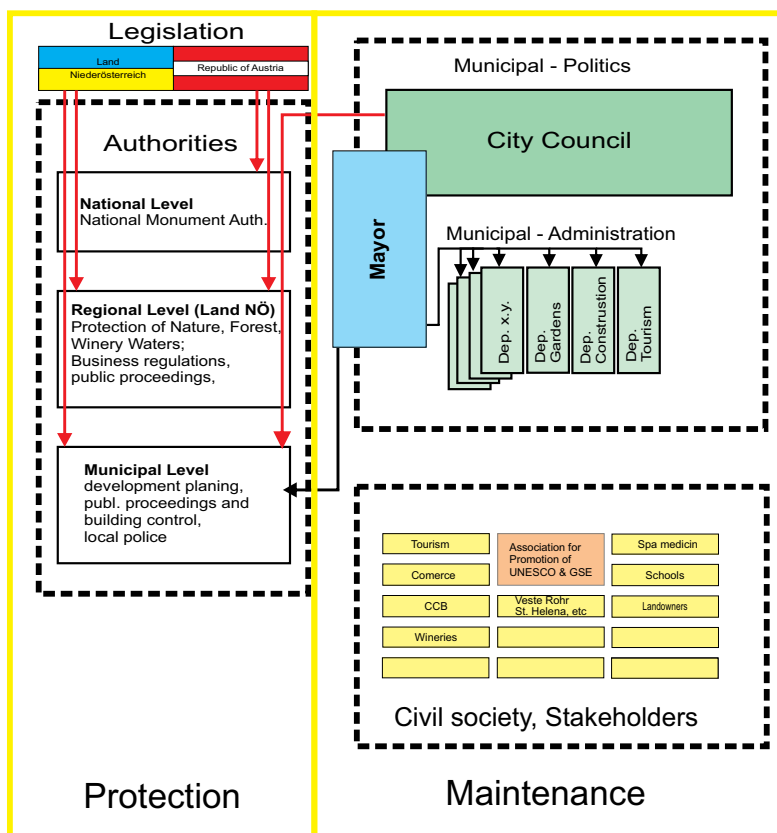 Legislation
Land
Niederösterreich
Republic of Austria
Authorities
National Level
National Monument Auth.
Regional Level (Land NÖ)
Protection of Nature, Forest,
Winery Waters;
Business regulations,
public proceedings,
Municipal Level
development planing,
publ. proceedings and
building control,
local police
Protection
Municipal - Politics
City Council
Mayor
Municipal - Administration
Dep. x.y.
Dep.
Gardens
Dep.
Construstion
Dep.
Tourism
Tourism
Comerce
CCB
Wineries
Association for
Promotion of
UNESCO & GSE
Veste Rohr
St. Helena, etc
Spa medicin
Schools
Landowners
Civil society, Stakeholders
Maintenance